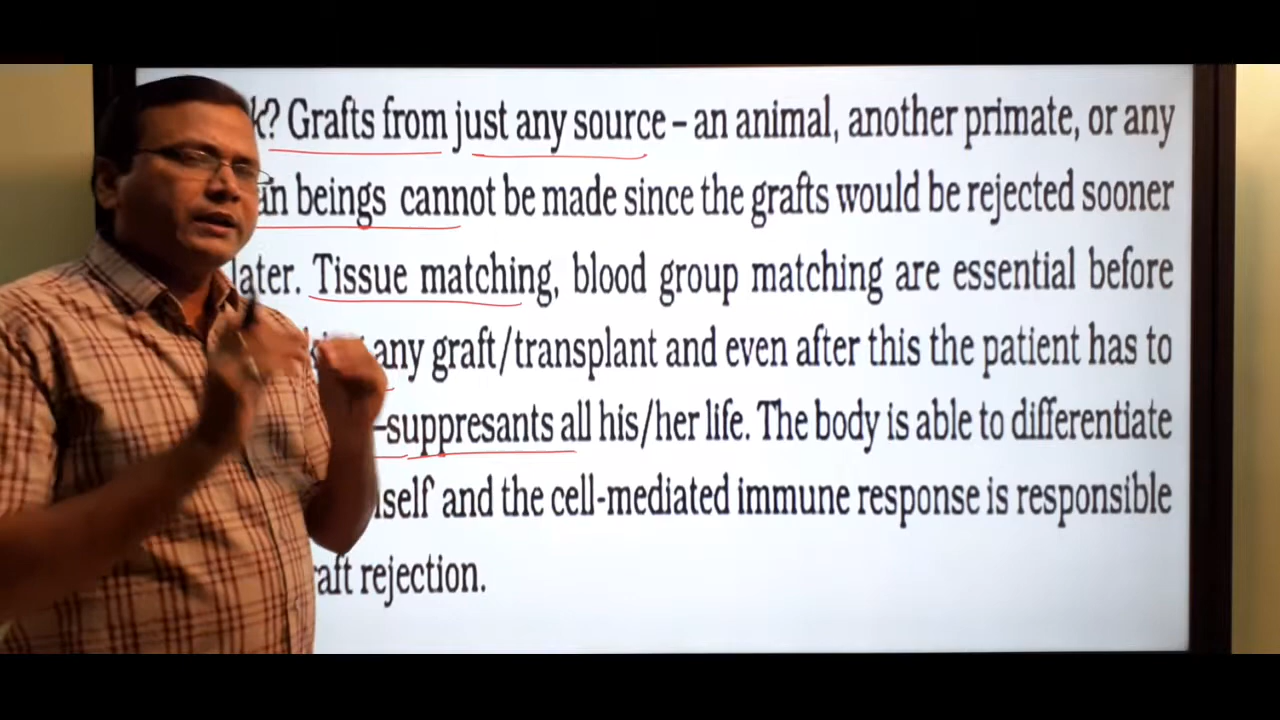 k? Grafts from just any source – an animal, another primate, or any
beings cannot be made since the grafts would be rejected sooner
ater. Tissue matching, blood group matching are essential before
any graft/transplant and even after this the patient has to
–suppresants all his/her life. The body is able to differentiate
self and the cell-mediated immune response is responsible
aft rejection.